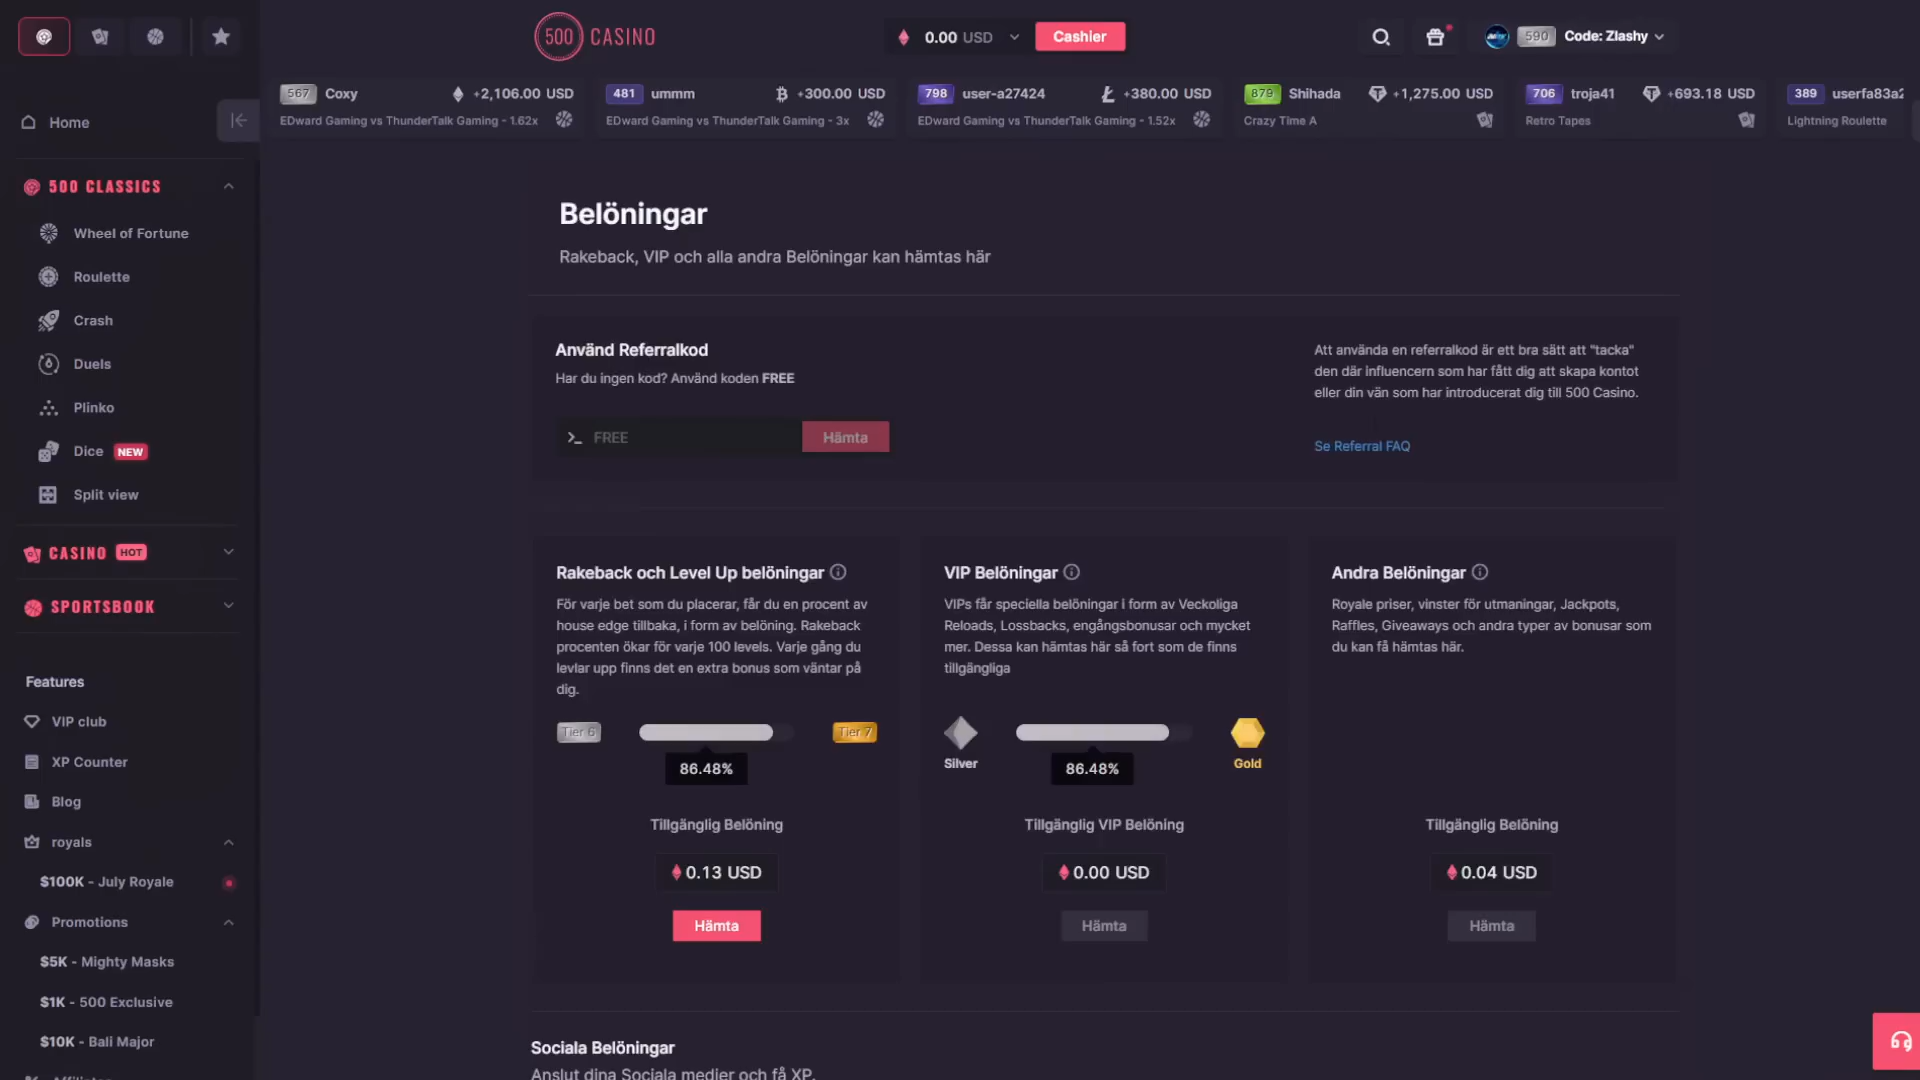 500 CASINO
0.00 USD
Cashier
590 Code: Zlashy
567 Coxy +2,106.00 USD
EDward Gaming vs ThunderTalk Gaming - 1.62x
481 ummm +300.00 USD
EDward Gaming vs ThunderTalk Gaming - 3x
798 user-a27424 +380.00 USD
EDward Gaming vs ThunderTalk Gaming - 1.52x
879 Shihada +1,275.00 USD
Crazy Time A
706 troja41 +693.18 USD
Retro Tapes
389 userfa83a2
Lightning Roulette
Home
500 CLASSICS
Wheel of Fortune
Roulette
Crash
Duels
Plinko
Dice NEW
Split view
CASINO HOT
SPORTSBOOK
Features
VIP club
XP Counter
Blog
royals
$100K - July Royale
Promotions
$5K - Mighty Masks
$1K - 500 Exclusive
$10K - Bali Major
Belöningar
Rakeback, VIP och alla andra Belöningar kan hämtas här
Använd Referralkod
Har du ingen kod? Använd koden FREE
FREE
Hämta
Att använda en referralkod är ett bra sätt att "tacka"
den där influencern som har fått dig att skapa kontot
eller din vän som har introducerat dig till 500 Casino.
Se Referral FAQ
Rakeback och Level Up belöningar
För varje bet som du placerar, får du en procent av
house edge tillbaka, i form av belöning. Rakeback
procenten ökar för varje 100 levels. Varje gång du
levlar upp finns det en extra bonus som väntar på
dig.
Tier 6
Tier 7
86.48%
Tillgänglig Belöning
0.13 USD
Hämta
VIP Belöningar
VIPs får speciella belöningar i form av Veckoliga
Reloads, Lossbacks, engångsbonusar och mycket
mer. Dessa kan hämtas här så fort som de finns
tillgängliga
Silver
Gold
86.48%
Tillgänglig VIP Belöning
0.00 USD
Hämta
Andra Belöningar
Royale priser, vinster för utmaningar, Jackpots,
Raffles, Giveaways och andra typer av bonusar som
du kan få hämtas här.
Tillgänglig Belöning
0.04 USD
Hämta
Sociala Belöningar
Anslut dina Sociala medier och få XP.